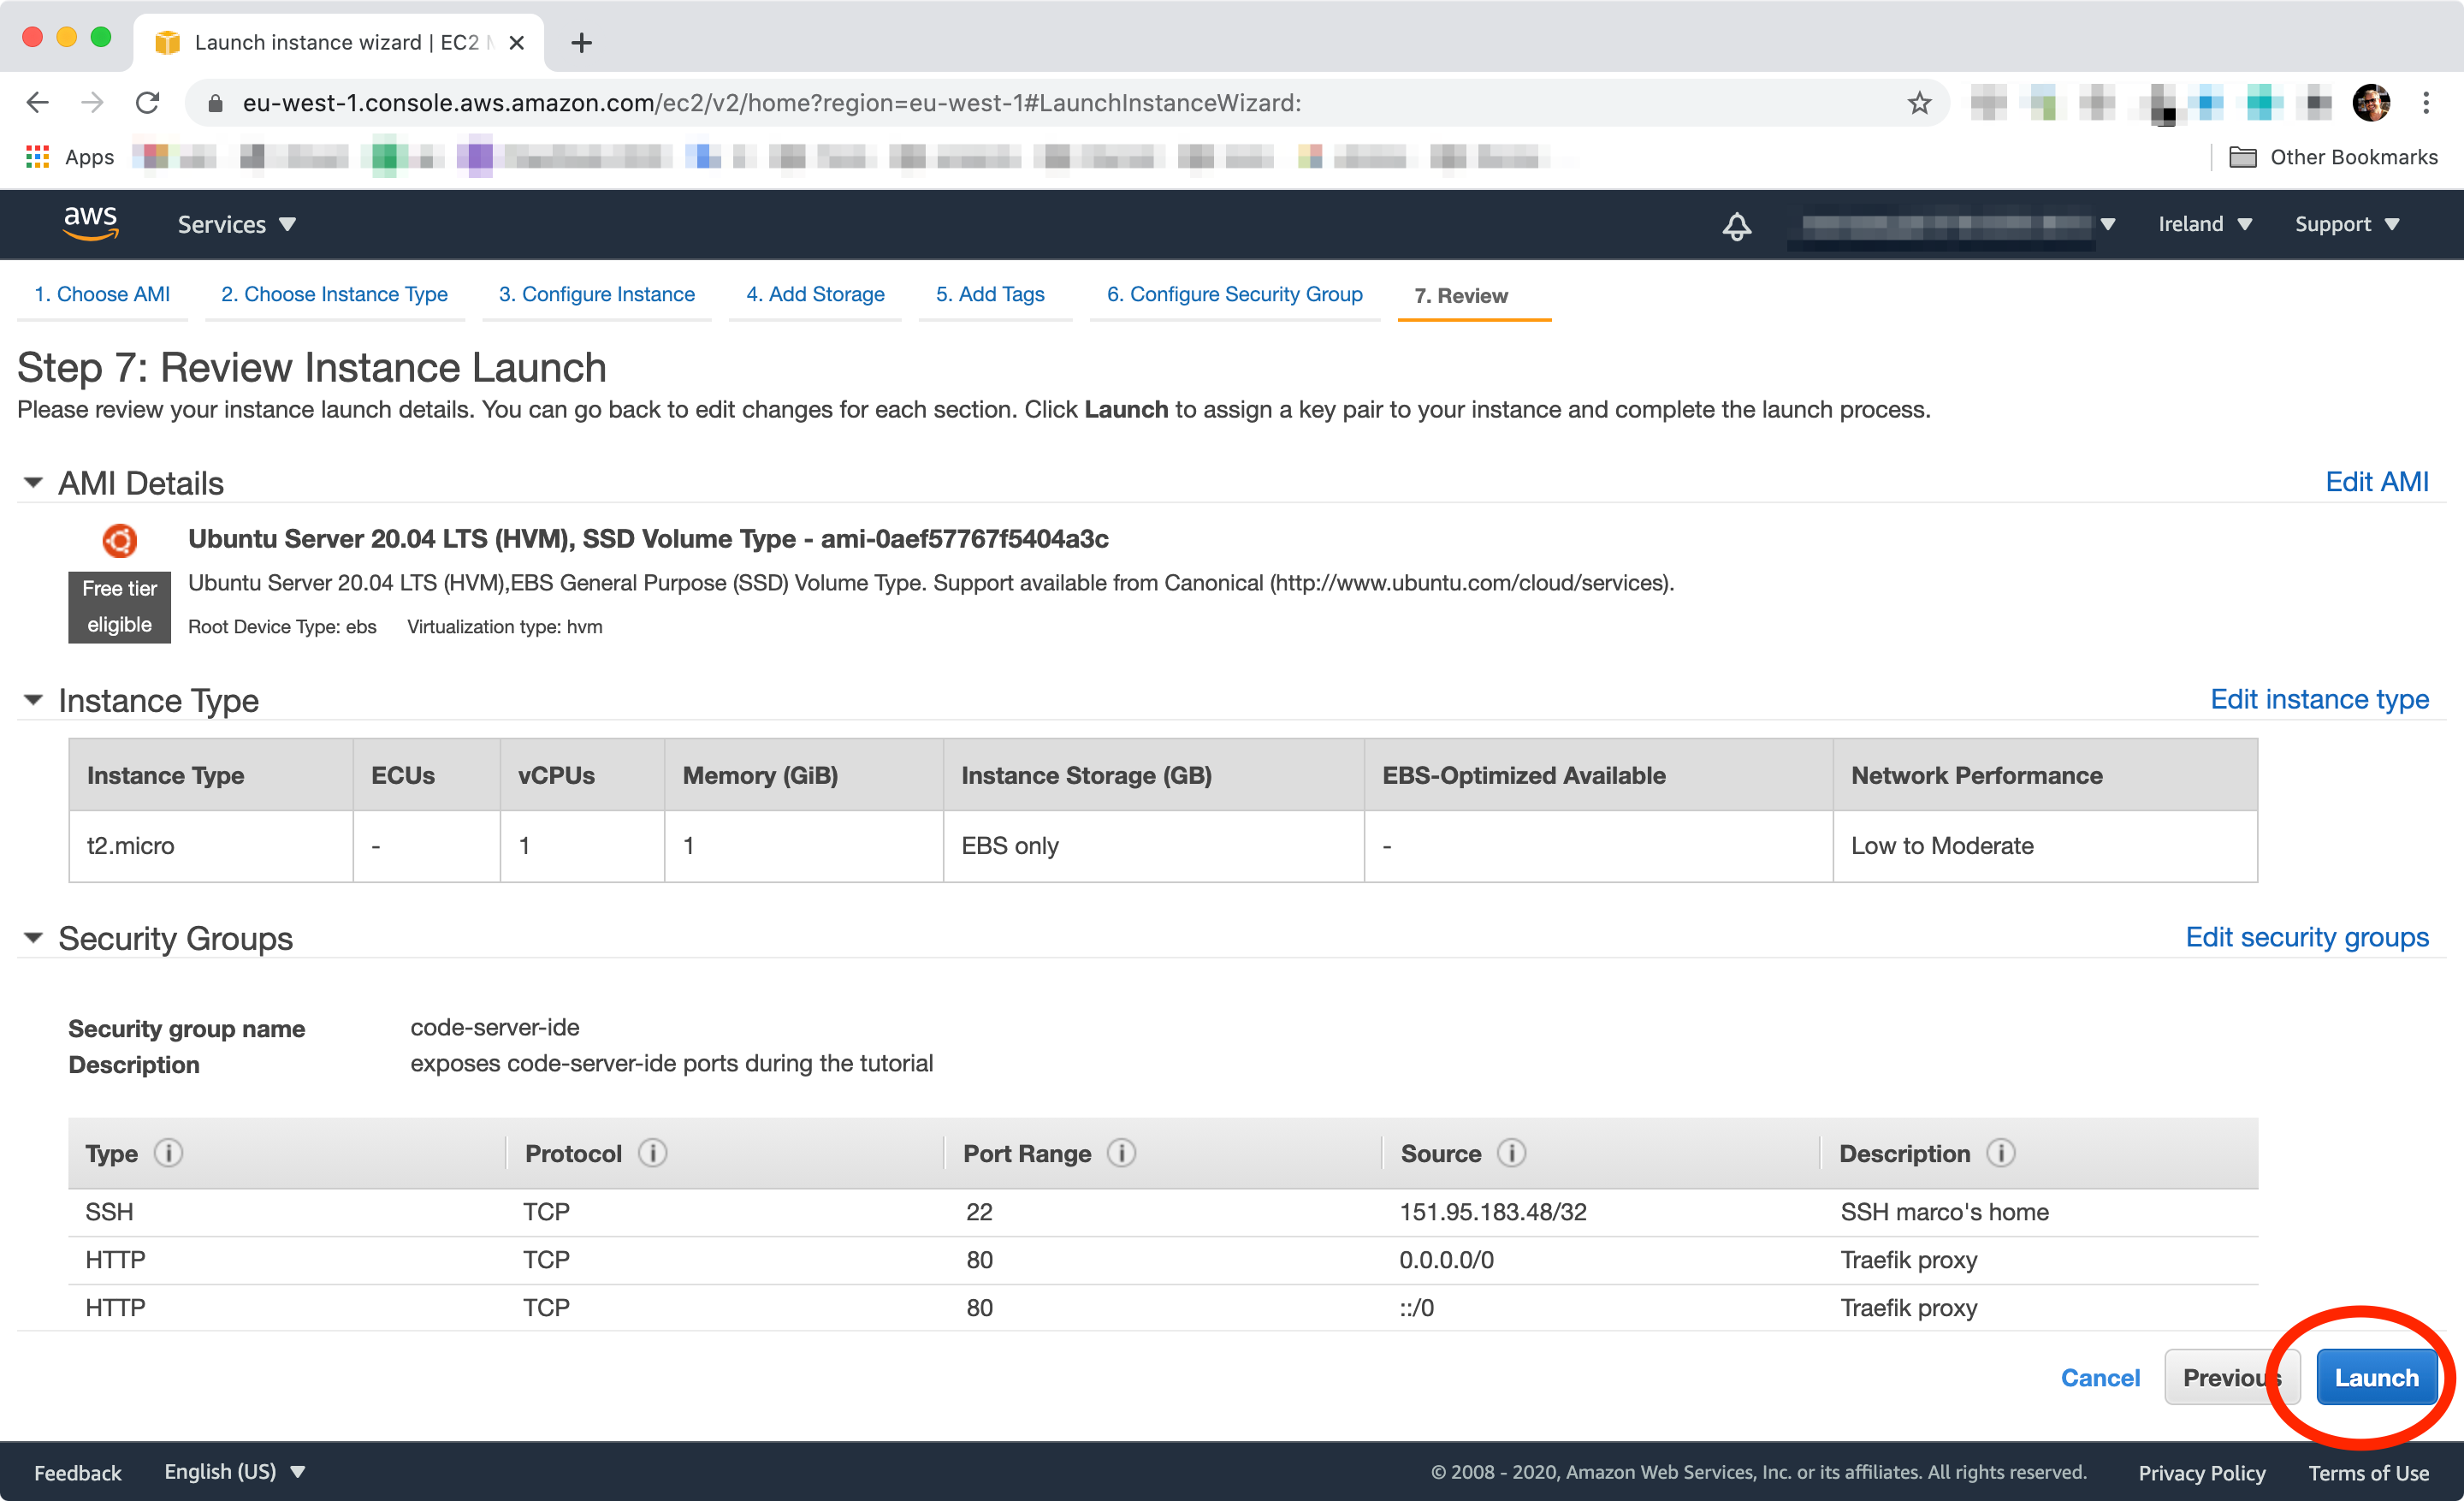 Launch instance wizard | EC2
eu-west-1.console.aws.amazon.com/ec2/v2/home?region=eu-west-1#LaunchInstanceWizard:
Apps
Other Bookmarks
aws
Services
Ireland
Support
1. Choose AMI
2. Choose Instance Type
3. Configure Instance
4. Add Storage
5. Add Tags
6. Configure Security Group
7. Review
Step 7: Review Instance Launch
Please review your instance launch details. You can go back to edit changes for each section. Click Launch to assign a key pair to your instance and complete the launch process.
AMI Details
Edit AMI
Ubuntu Server 20.04 LTS (HVM), SSD Volume Type - ami-0aef57767f5404a3c
Free tier
eligible
Ubuntu Server 20.04 LTS (HVM),EBS General Purpose (SSD) Volume Type. Support available from Canonical (http://www.ubuntu.com/cloud/services).
Root Device Type: ebs Virtualization type: hvm
Instance Type
Edit instance type
Instance Type ECUs vCPUs Memory (GiB) Instance Storage (GB) EBS-Optimized Available Network Performance
t2.micro - 1 1 EBS only - Low to Moderate
Security Groups
Edit security groups
Security group name code-server-ide
Description exposes code-server-ide ports during the tutorial
Type Protocol Port Range Source Description
SSH TCP 22 151.95.183.48/32 SSH marco's home
HTTP TCP 80 0.0.0.0/0 Traefik proxy
HTTP TCP 80 ::/0 Traefik proxy
Cancel
Previous
Launch
Feedback
English (US)
© 2008 - 2020, Amazon Web Services, Inc. or its affiliates. All rights reserved.
Privacy Policy
Terms of Use